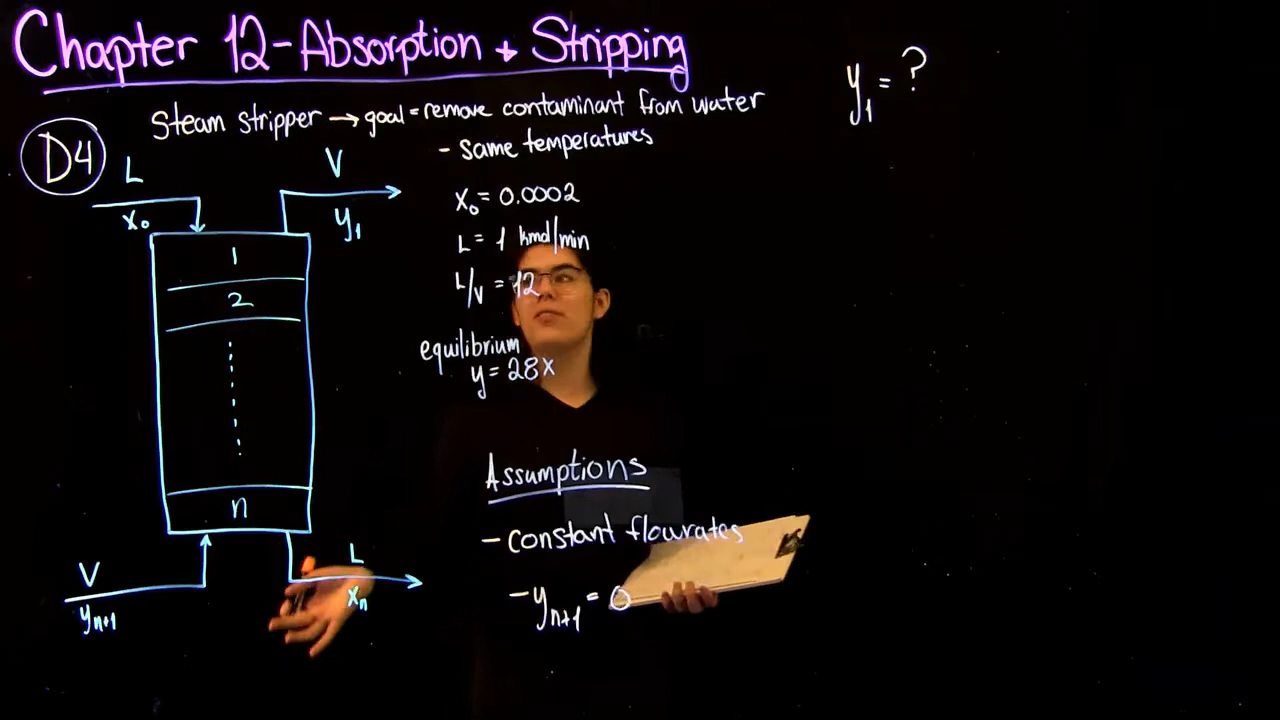 Chapter 12-Absorption + Stripping
y1 = ?
Steam stripper → goal = remove contaminant from water
D4
- same temperatures
L
x0
V
y1
x0 = 0.0002
L = 1 kmol/min
L/V = 12
equilibrium
y = 28x
1
2
n
Assumptions
- constant flowrates
- yn+1 = 0
V
yn+1
L
xn